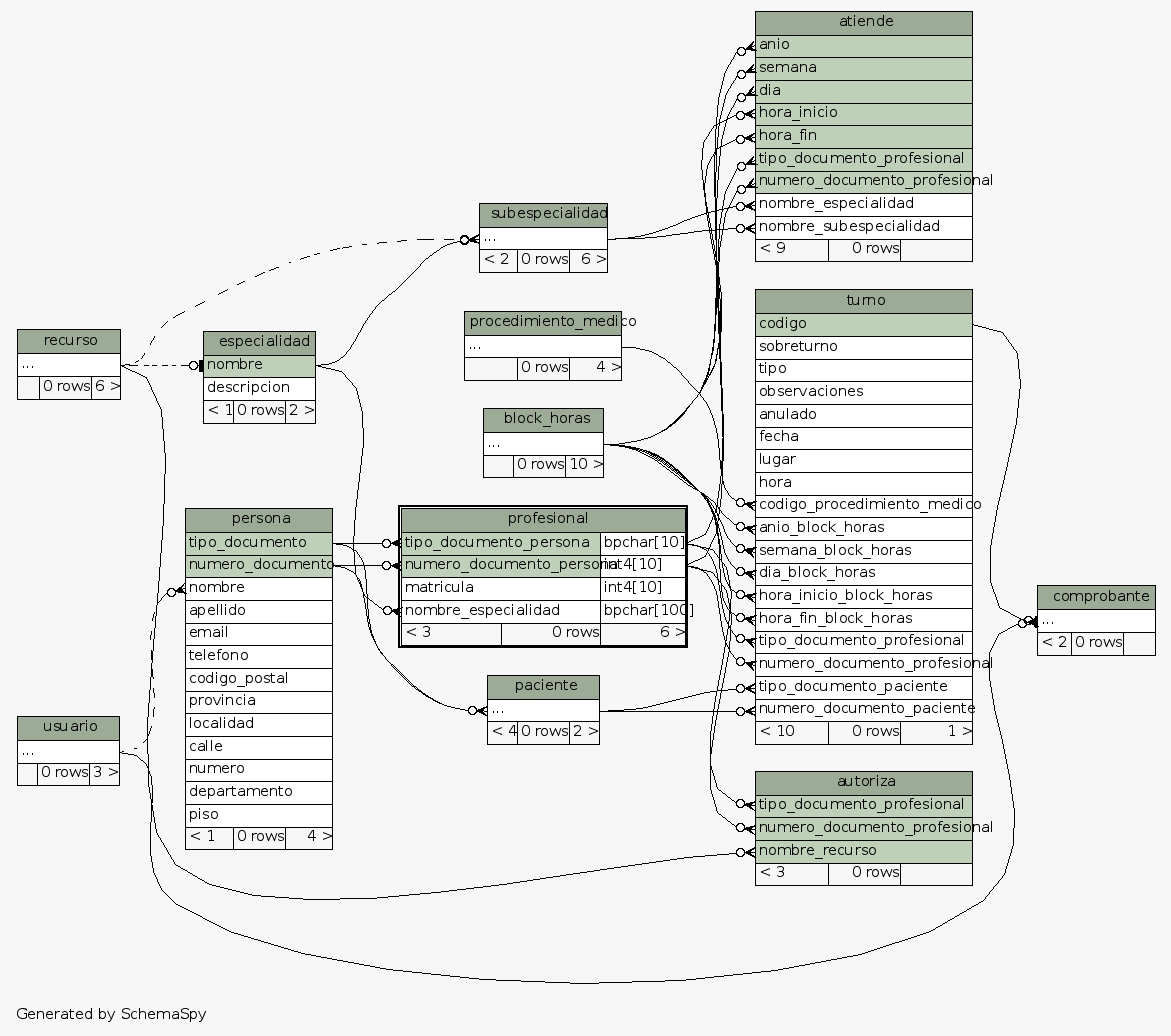 atiende
anio
semana
dia
hora_inicio
hora_fin
tipo_documento_profesional
numero_documento_profesional
nombre_especialidad
nombre_subespecialidad
< 9 0 rows
subespecialidad
...
< 2 0 rows 6 >
turno
codigo
sobreturno
tipo
observaciones
anulado
fecha
lugar
hora
codigo_procedimiento_medico
anio_block_horas
semana_block_horas
dia_block_horas
hora_inicio_block_horas
hora_fin_block_horas
tipo_documento_profesional
numero_documento_profesional
tipo_documento_paciente
numero_documento_paciente
< 10 0 rows 1 >
procedimiento_medico
...
0 rows 4 >
recurso
...
0 rows 6 >
especialidad
nombre
descripcion
< 1 0 rows 2 >
block_horas
...
0 rows 10 >
persona
tipo_documento
numero_documento
nombre
apellido
email
telefono
codigo_postal
provincia
localidad
calle
numero
departamento
piso
< 1 0 rows 4 >
profesional
tipo_documento_persona bpchar[10]
numero_documento_persona int4[10]
matricula int4[10]
nombre_especialidad bpchar[100]
< 3 0 rows 6 >
comprobante
...
< 2 0 rows
paciente
...
< 4 0 rows 2 >
usuario
...
0 rows 3 >
autoriza
tipo_documento_profesional
numero_documento_profesional
nombre_recurso
< 3 0 rows
Generated by SchemaSpy